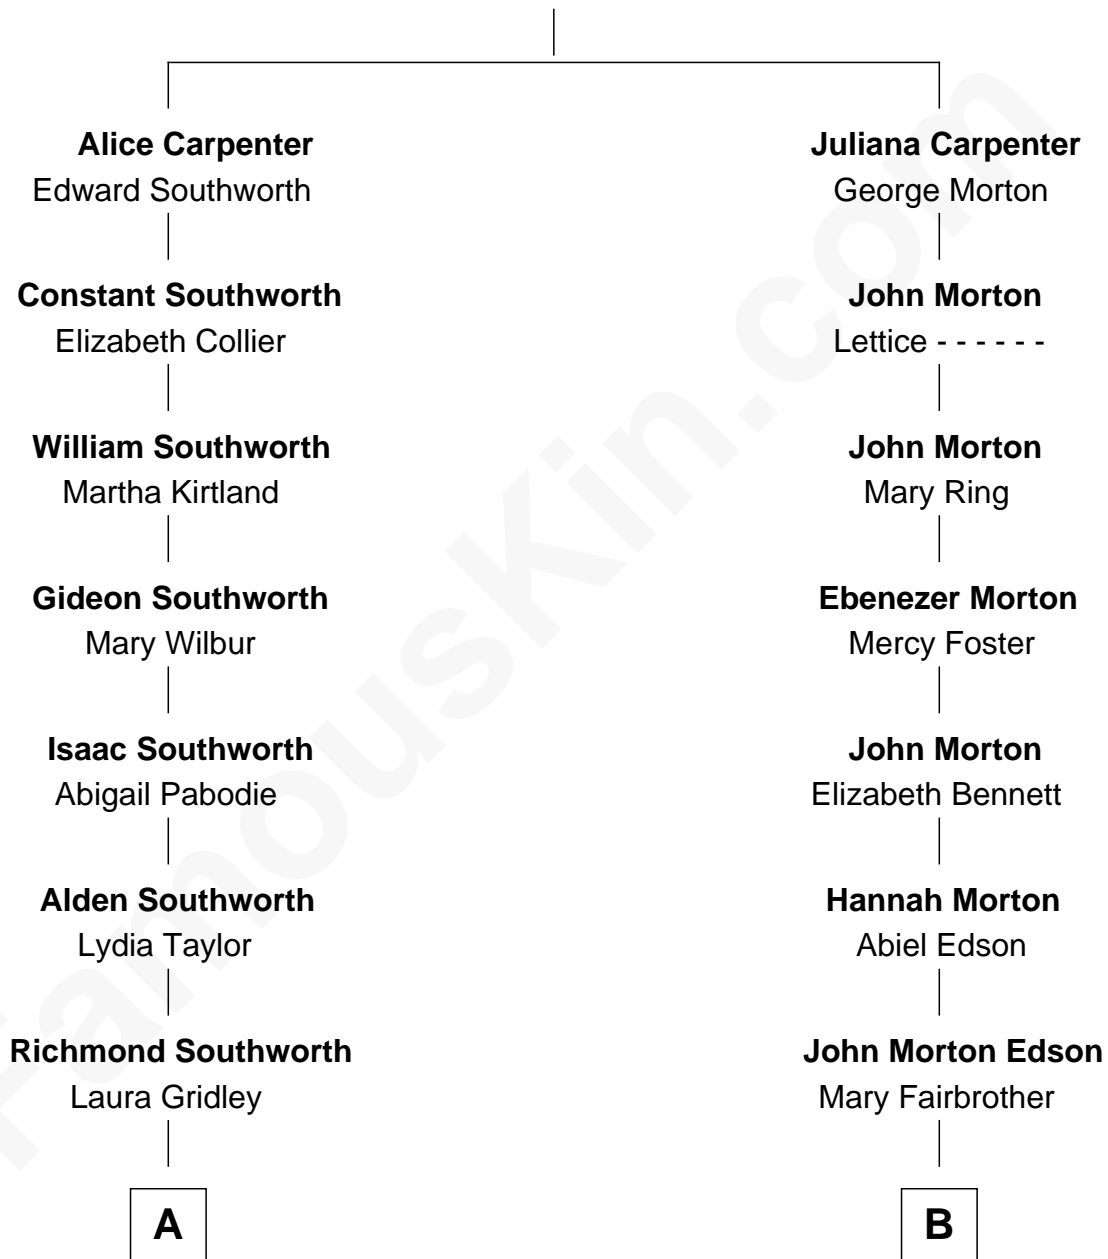 Alice Carpenter
Edward Southworth
Constant Southworth
Elizabeth Collier
William Southworth
Martha Kirtland
Gideon Southworth
Mary Wilbur
Isaac Southworth
Abigail Pabodie
Alden Southworth
Lydia Taylor
Richmond Southworth
Laura Gridley
A
Juliana Carpenter
George Morton
John Morton
Lettice - - - - - -
John Morton
Mary Ring
Ebenezer Morton
Mercy Foster
John Morton
Elizabeth Bennett
Hannah Morton
Abiel Edson
John Morton Edson
Mary Fairbrother
B
FamousKin.com